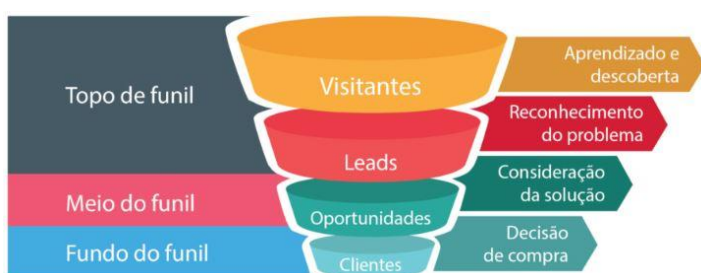 Topo de funil
Visitantes
Aprendizado e
descoberta
Leads
Reconhecimento
do problema
Meio do funil
Oportunidades
Consideração
da solução
Fundo do funil
Clientes
Decisão
de compra